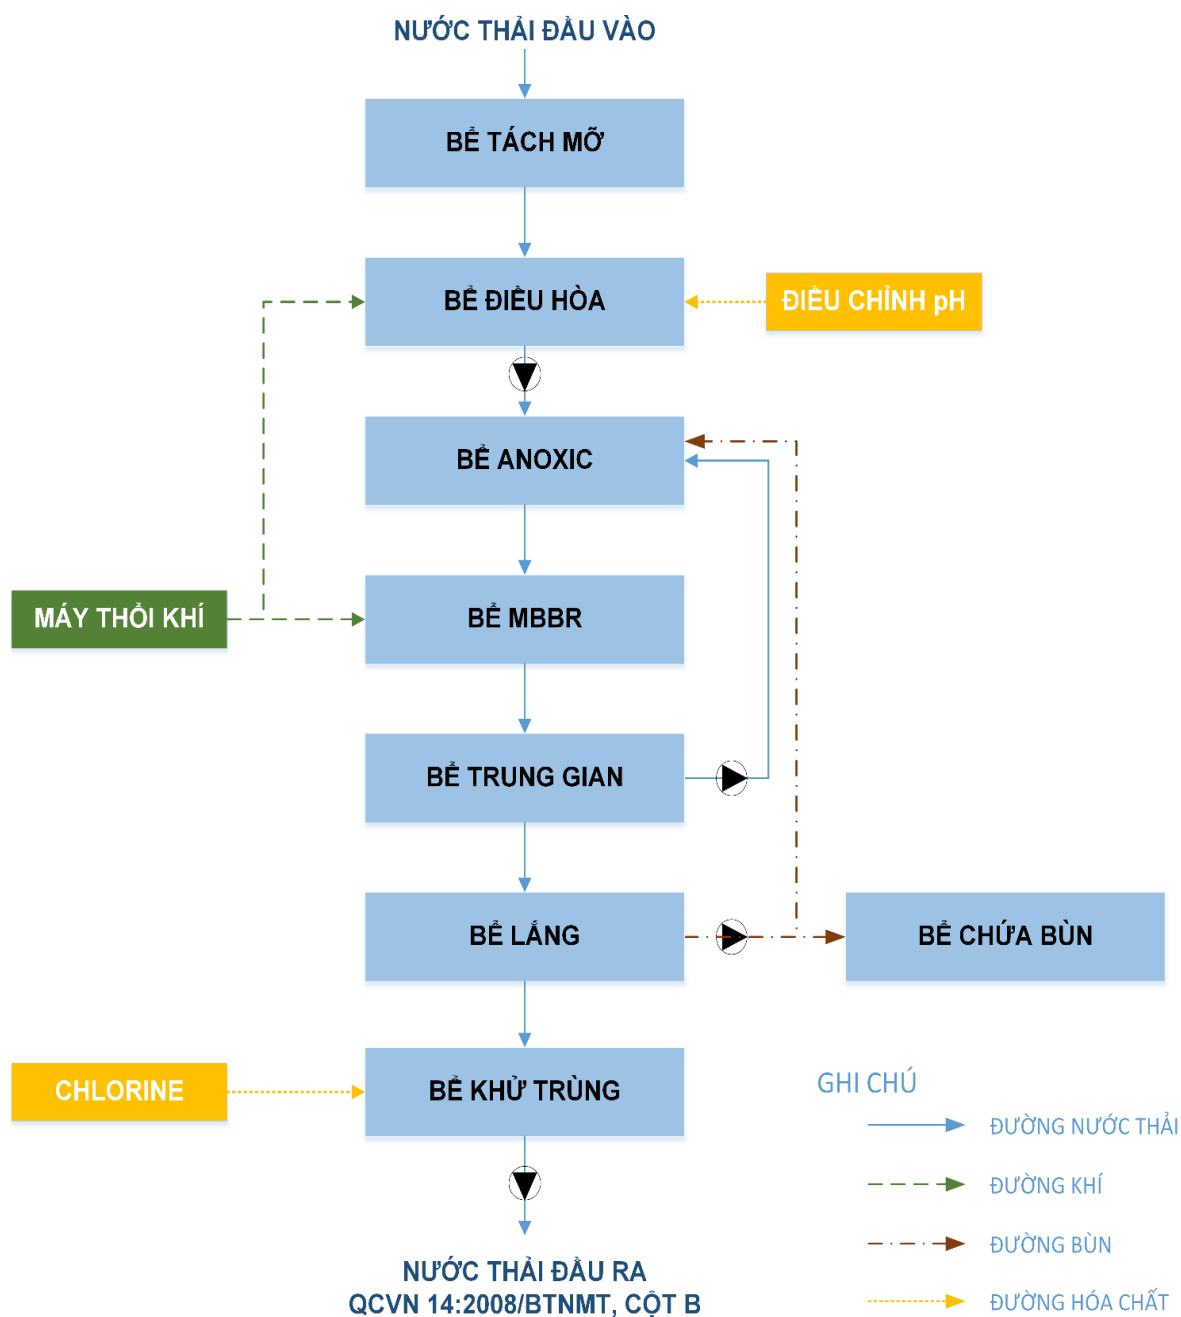 NƯỚC THẢI ĐẦU VÀO
BỂ TÁCH MỠ
BỂ ĐIỀU HÒA
ĐIỀU CHỈNH pH
BỂ ANOXIC
MÁY THỔI KHÍ
BỂ MBBR
BỂ TRUNG GIAN
BỂ LẮNG
BỂ CHỨA BÙN
CHLORINE
BỂ KHỬ TRÙNG
GHI CHÚ
ĐƯỜNG NƯỚC THẢI
ĐƯỜNG KHÍ
ĐƯỜNG BÙN
ĐƯỜNG HÓA CHẤT
NƯỚC THẢI ĐẦU RA
QCVN 14:2008/BTNMT, CỘT B